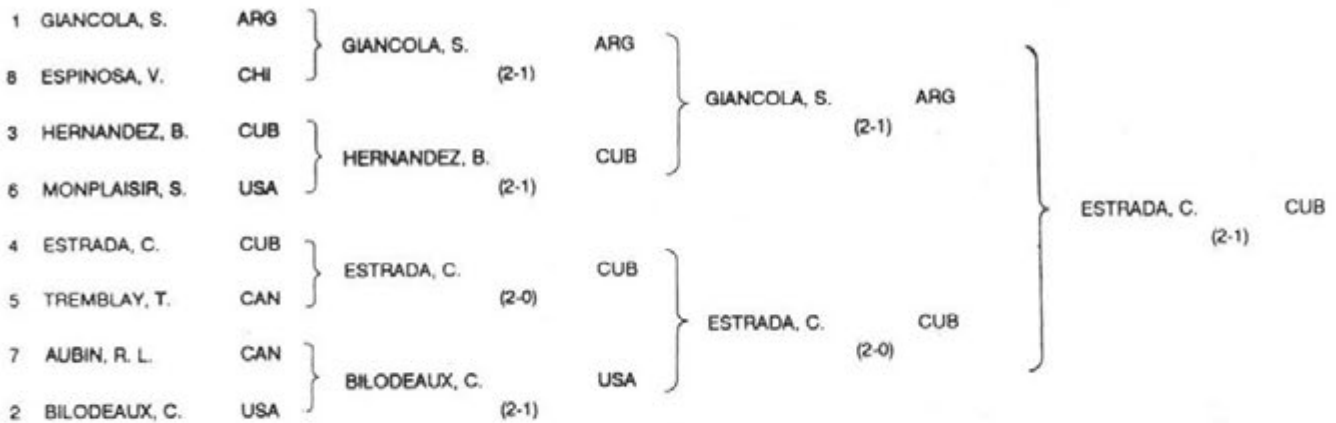 1 GIANCOLA, S. ARG
8 ESPINOSA, V. CHI
3 HERNANDEZ, B. CUB
6 MONPLAISIR, S. USA
4 ESTRADA, C. CUB
5 TREMBLAY, T. CAN
7 AUBIN, R. L. CAN
2 BILODEAUX, C. USA
GIANCOLA, S. ARG
(2-1)
HERNANDEZ, B. CUB
(2-1)
ESTRADA, C. CUB
(2-0)
BILODEAUX, C. USA
(2-1)
GIANCOLA, S. ARG
(2-1)
ESTRADA, C. CUB
(2-0)
ESTRADA, C. CUB
(2-1)